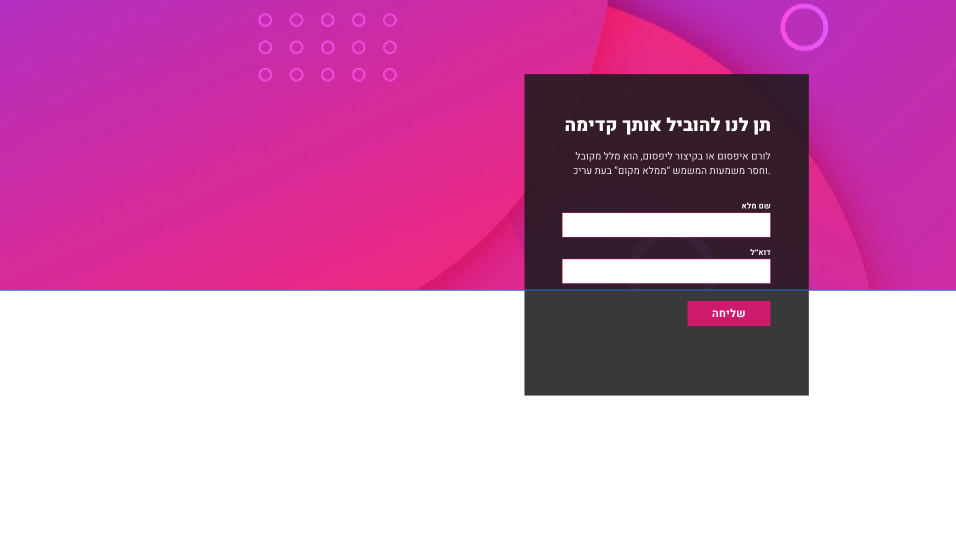 תן לנו להוביל אותך קדימה
לורם איפסום או בקיצור ליפסום, הוא מלל מקובל
וחסר משמעות המשמש "ממלא מקום" בעת עריכ.
שם מלא
דוא״ל
שליחה